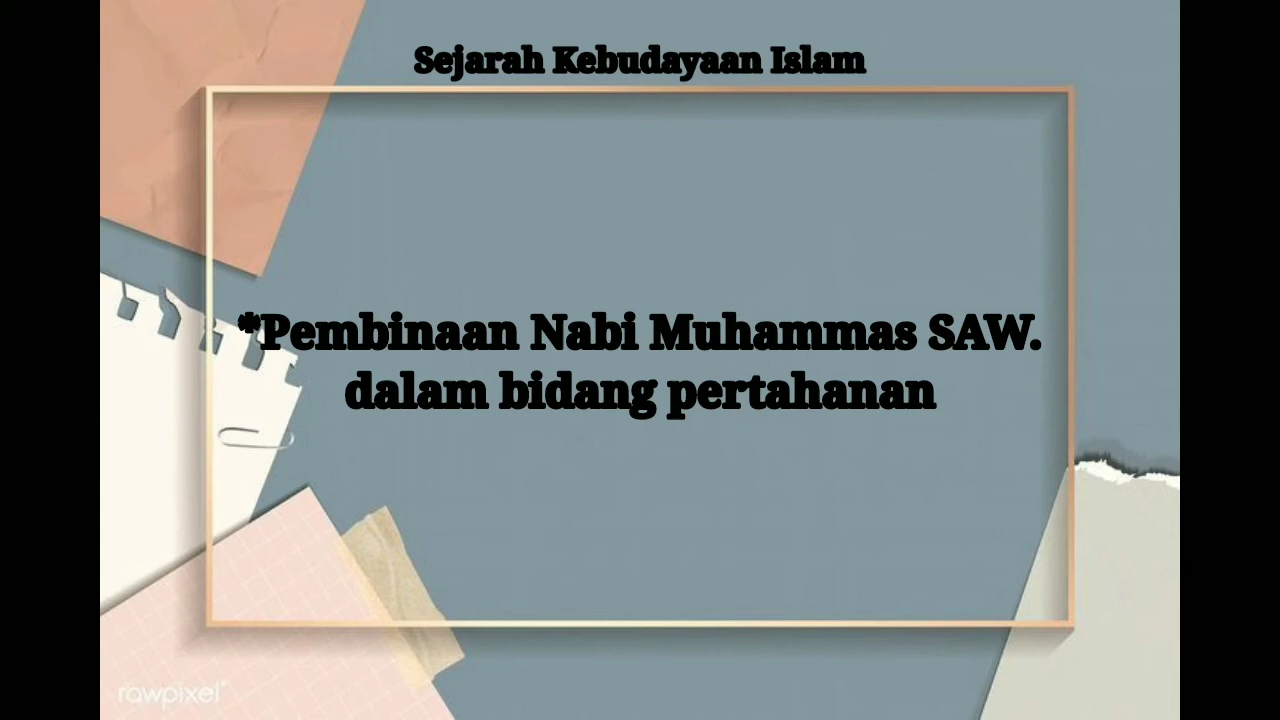 Sejarah Kebudayaan Islam
*Pembinaan Nabi Muhammas SAW.
dalam bidang pertahanan
rawpixel